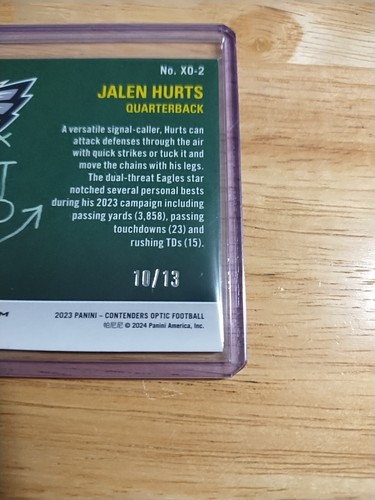 No. XO-2
JALEN HURTS
QUARTERBACK
A versatile signal-caller, Hurts can
attack defenses through the air
with quick strikes or tuck it and
move the chains with his legs.
The dual-threat Eagles star
notched several personal bests
during his 2023 campaign including
passing yards (3,858), passing
touchdowns (23) and
rushing TDs (15).
10/13
2023 PANINI – CONTENDERS OPTIC FOOTBALL
帕尼尼 © 2024 Panini America, Inc.